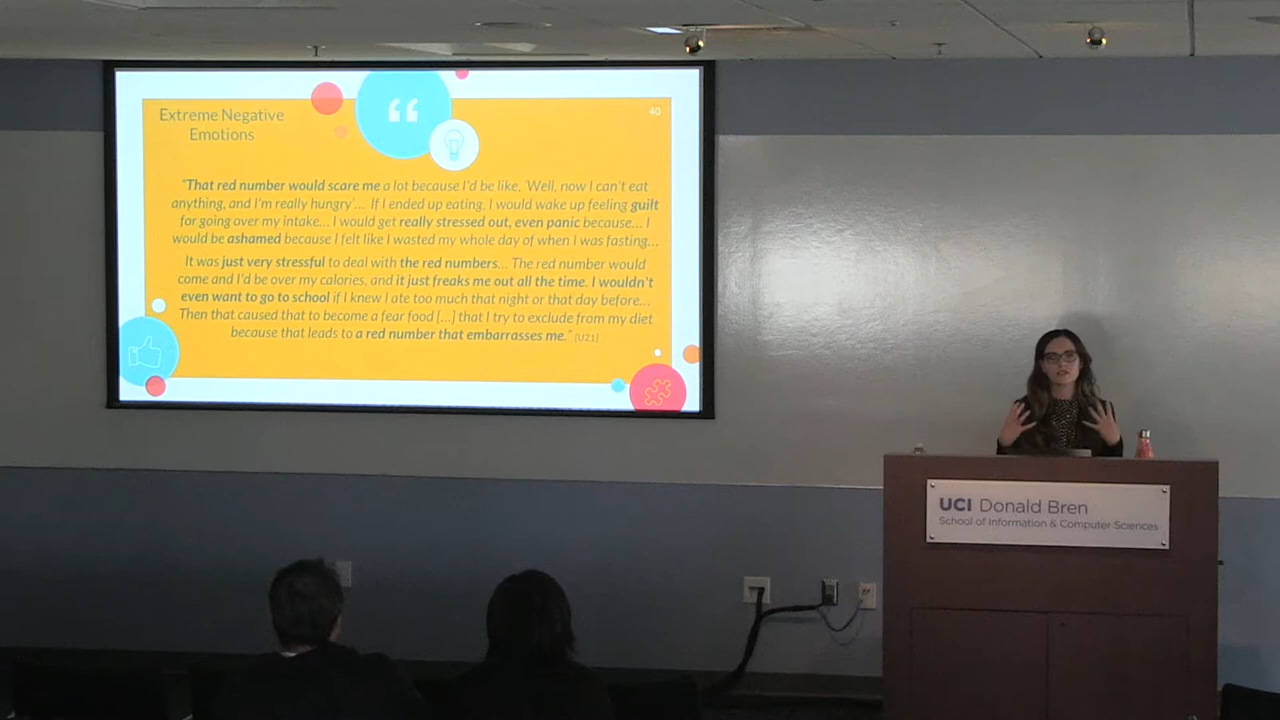 Extreme Negative
Emotions
“
40
"That red number would scare me a lot because I'd be like, 'Well, now I can't eat
anything, and I'm really hungry'… If I ended up eating, I would wake up feeling guilt
for going over my intake… I would get really stressed out, even panic because… I
would be ashamed because I felt like I wasted my whole day of when I was fasting…
It was just very stressful to deal with the red numbers… The red number would
come and I'd be over my calories, and it just freaks me out all the time. I wouldn't
even want to go to school if I knew I ate too much that night or that day before…
Then that caused that to become a fear food […] that I try to exclude from my diet
because that leads to a red number that embarrasses me." [U21]
UCI Donald Bren
School of Information & Computer Sciences